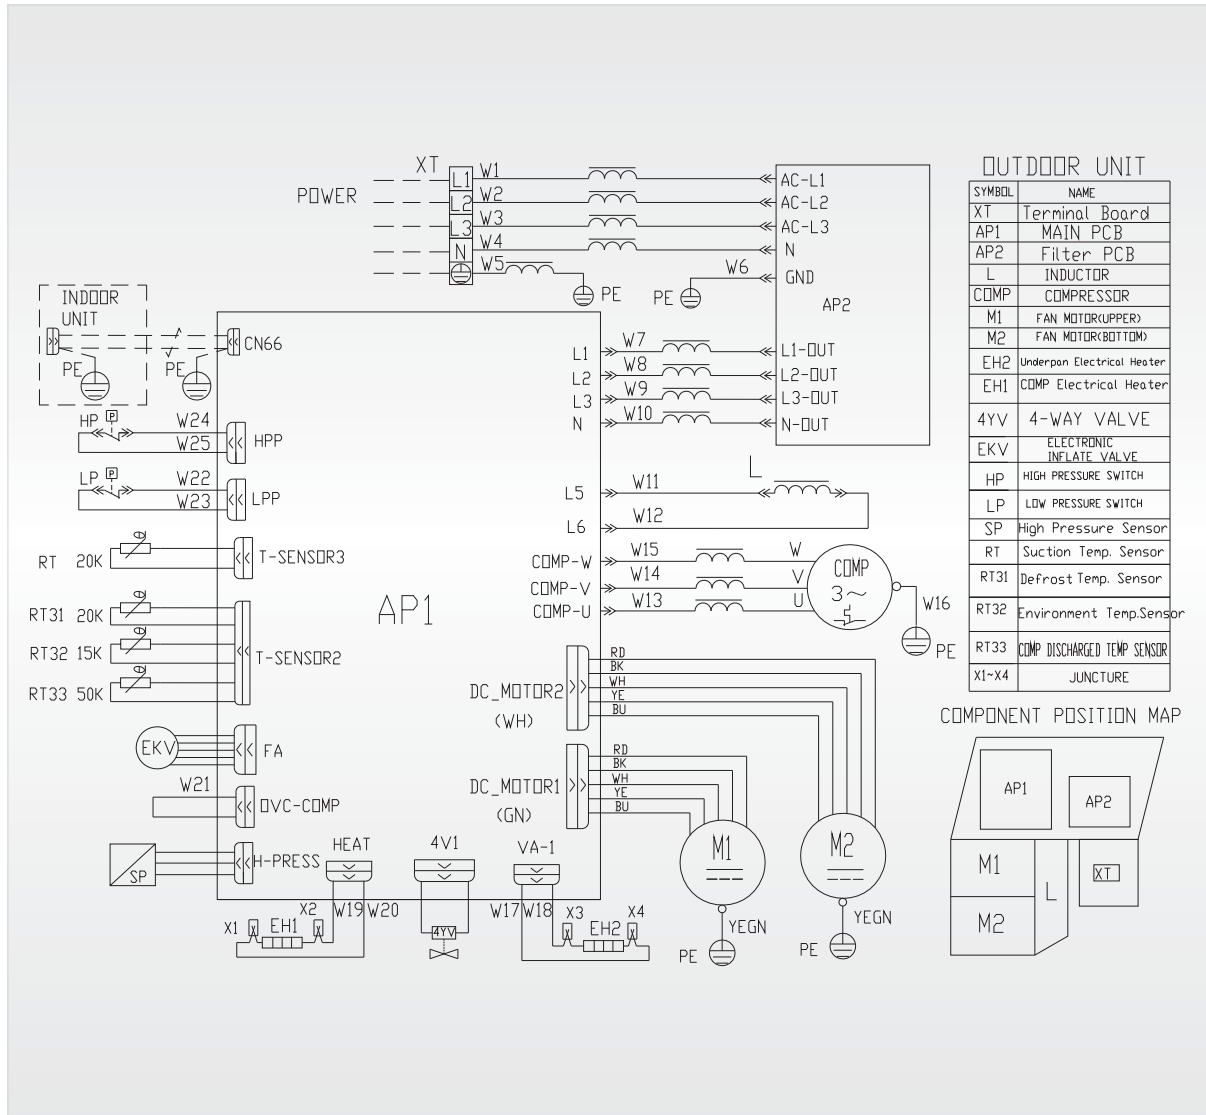 OUTDOOR UNIT
SYMBOL NAME
XT Terminal Board
AP1 MAIN PCB
AP2 Filter PCB
L INDUCTOR
COMP COMPRESSOR
M1 FAN MOTOR(UPPER)
M2 FAN MOTOR(BOTTOM)
EH2 Underpan Electrical Heater
EH1 COMP Electrical Heater
4YV 4-WAY VALVE
EKV ELECTRONIC
INFLATE VALVE
HP HIGH PRESSURE SWITCH
LP LOW PRESSURE SWITCH
SP High Pressure Sensor
RT Suction Temp. Sensor
RT31 Defrost Temp. Sensor
RT32 Environment Temp.Sensor
RT33 COMP DISCHARGED TEMP SENSOR
X1~X4 JUNCTURE
COMPONENT POSITION MAP
AP1
AP2
M1
M2
L
XT
POWER
XT
L1 W1 AC-L1
L2 W2 AC-L2
L3 W3 AC-L3
N W4 N
W5 PE
PE W6 GND
AP2
INDOOR
UNIT
PE PE
CN66
L1 W7 L1-OUT
L2 W8 L2-OUT
L3 W9 L3-OUT
N W10 N-OUT
HP P W24
W25 HPP
LP P W22
W23 LPP
L
L5 W11
L6 W12
RT 20K θ T-SENSOR3
COMP-W W15 W
COMP-V W14 V
COMP-U W13 U
COMP
3~
W16
PE
AP1
RT31 20K θ
RT32 15K θ
RT33 50K θ
T-SENSOR2
DC_MOTOR2
(WH)
RD
BK
WH
YE
BU
EKV FA
DC_MOTOR1
(GN)
RD
BK
WH
YE
BU
W21
OVC-COMP
SP H-PRESS
HEAT 4V1 VA-1
M1 M2
X1 X2 W19 W20
EH1
4YV
W17 W18 X3 X4
EH2
X X X X
YEGN PE
YEGN PE